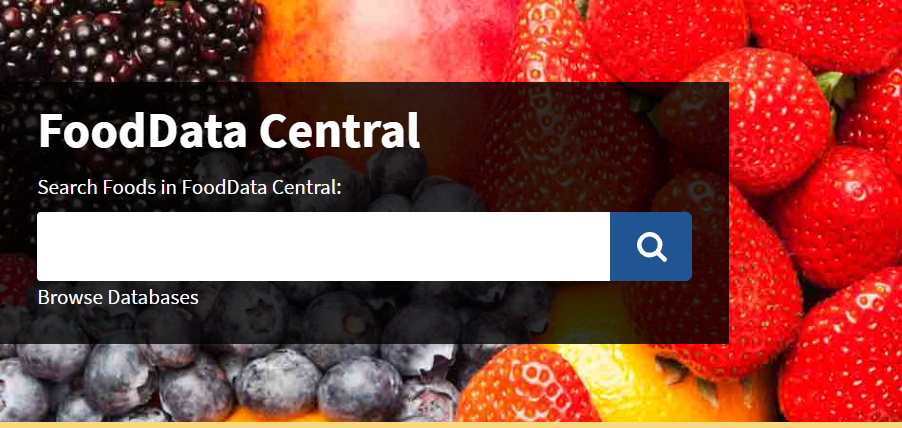 FoodData Central
Search Foods in FoodData Central:
Browse Databases